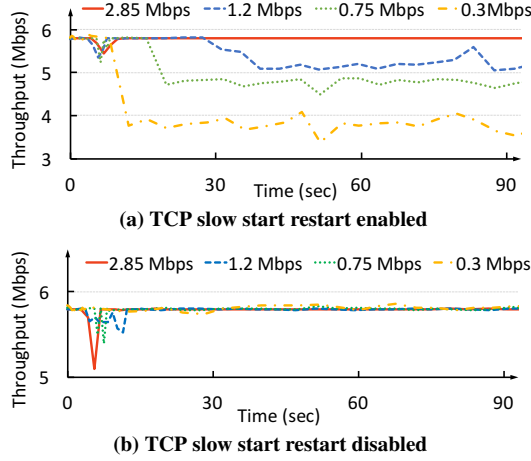 2.85 Mbps 1.2 Mbps 0.75 Mbps 0.3Mbps
Throughput (Mbps)
6
5
4
3
0 30 60 90
Time (sec)
(a) TCP slow start restart enabled
2.85 Mbps 1.2 Mbps 0.75 Mbps 0.3 Mbps
Throughput (Mbps)
6
5
0 30 60 90
Time (sec)
(b) TCP slow start restart disabled